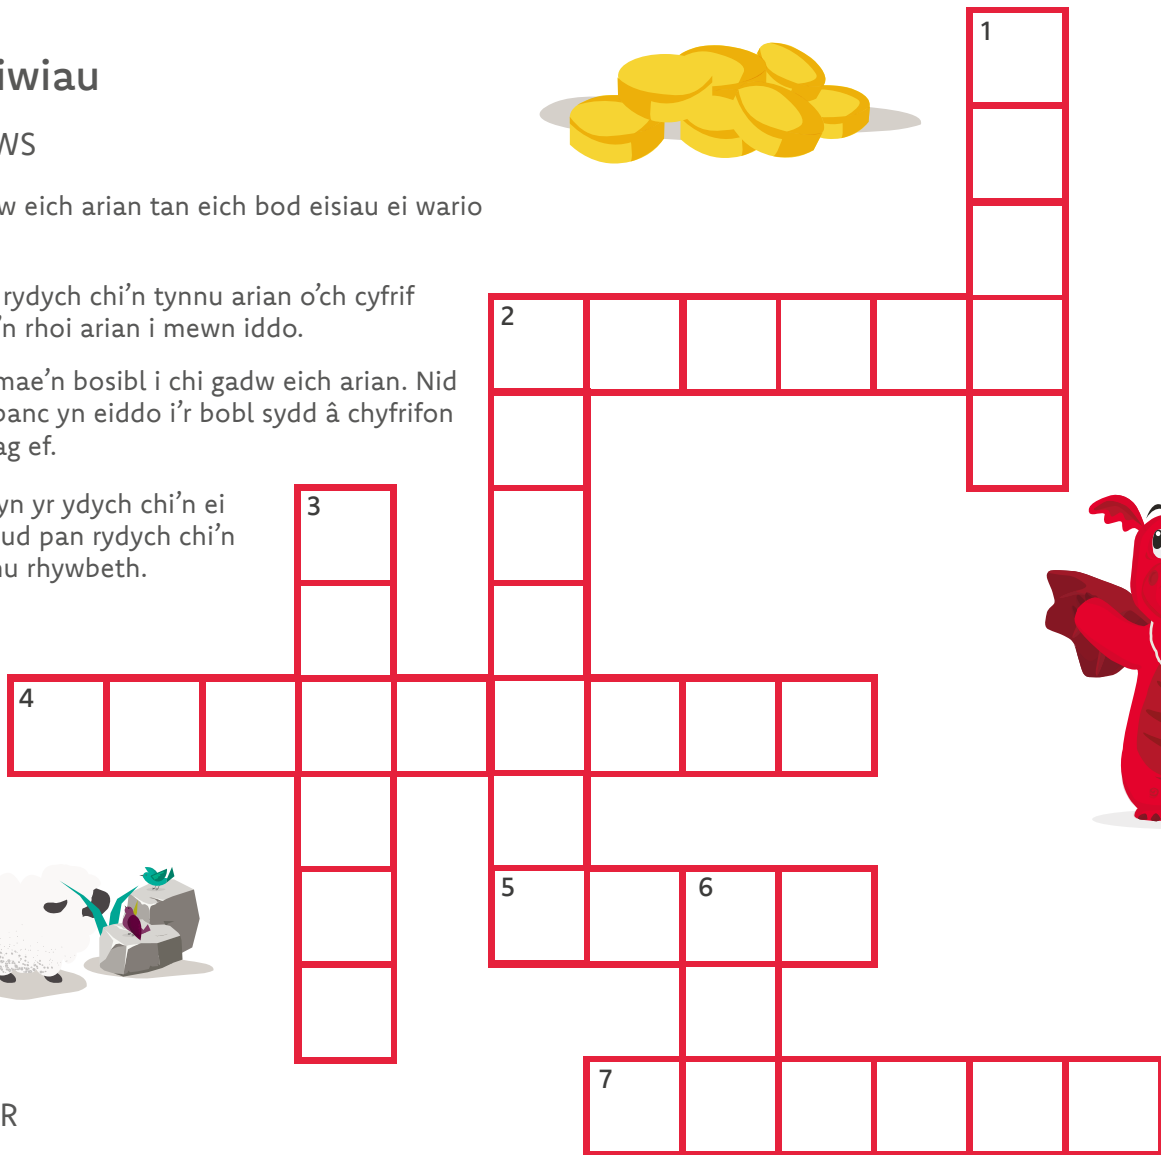 iwiau
WS
w eich arian tan eich bod eisiau ei wario
rydych chi’n tynnu arian o’ch cyfrif
’n rhoi arian i mewn iddo.
mae’n bosibl i chi gadw eich arian. Nid
banc yn eiddo i’r bobl sydd â chyfrifon
ag ef.
yn yr ydych chi’n ei
ud pan rydych chi’n
nu rhywbeth.
1
2
3
4
5
6
7
R